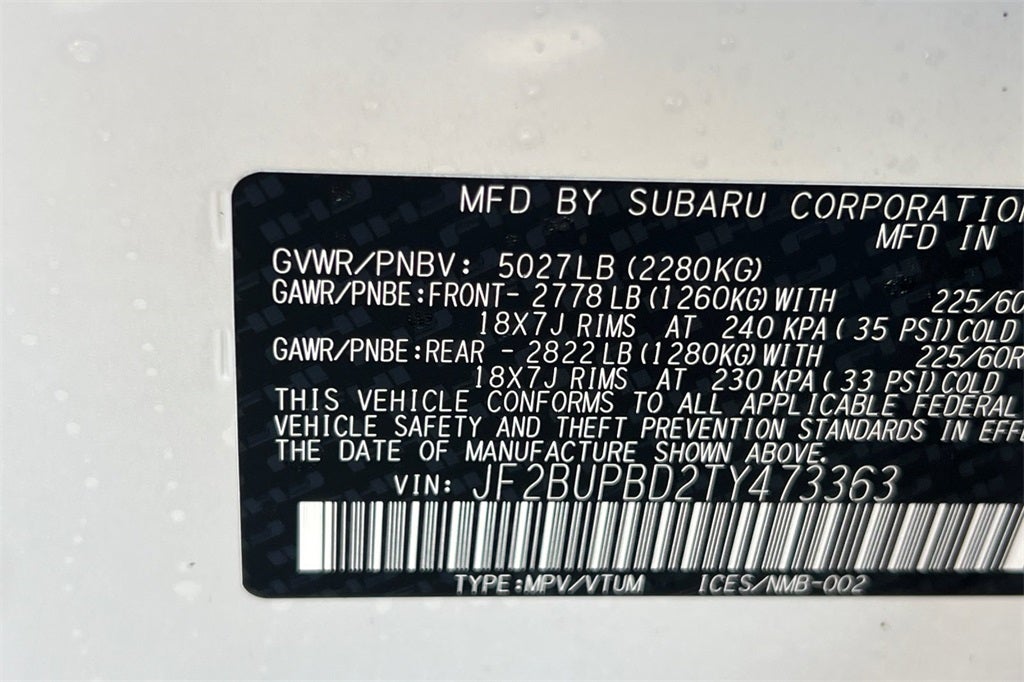 MFD BY SUBARU CORPORATION
MFD IN
GVWR/PNBV: 5027LB (2280KG)
GAWR/PNBE:FRONT- 2778 LB (1260KG) WITH 225/60
18X7J RIMS AT 240 KPA ( 35 PSI) COLD
GAWR/PNBE:REAR - 2822 LB (1280KG) WITH 225/60R
18X7J RIMS AT 230 KPA ( 33 PSI) COLD
THIS VEHICLE CONFORMS TO ALL APPLICABLE FEDERAL
VEHICLE SAFETY AND THEFT PREVENTION STANDARDS IN EFFE
THE DATE OF MANUFACTURE SHOWN ABOVE.
VIN: JF2BUPBD2TY473363
TYPE:MPV/VTUM ICES/NMB-002